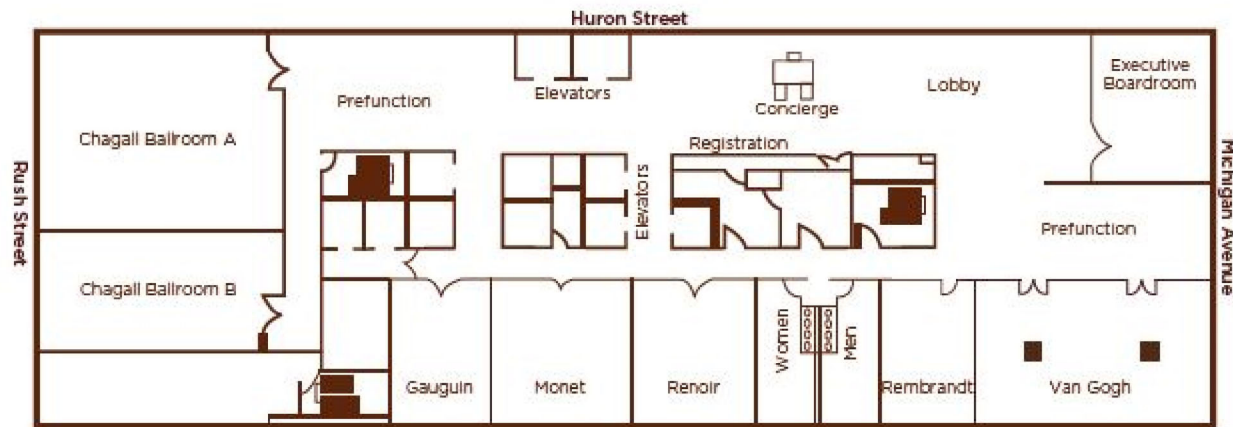 Huron Street
Executive
Boardroom
Lobby
Elevators
Prefunction
Concierge
Chagall Ballroom A
Registration
Rush Street
Elevators
Michigan Avenue
Prefunction
Chagall Ballroom B
Women
Men
Gauguin
Monet
Renoir
Rembrandt
Van Gogh